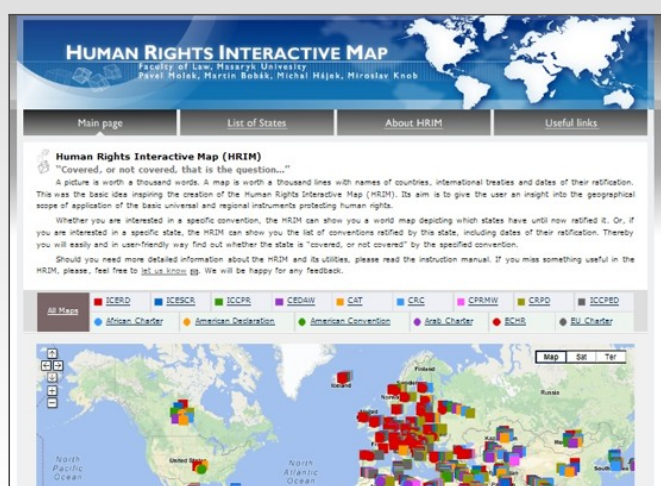 HUMAN RIGHTS INTERACTIVE MAP
Faculty of Law, Masaryk Univesity
Pavel Molek, Martin Bobák, Michal Hájek, Miroslav Knob
Main page List of States About HRIM Useful links
Human Rights Interactive Map (HRIM)
"Covered, or not covered, that is the question..."
A picture is worth a thousand words. A map is worth a thousand lines with names of countries, international treaties and dates of their ratification.
This was the basic idea inspiring the creation of the Human Rights Interactive Map (HRIM). Its aim is to give the user an insight into the geographical
scope of application of the basic universal and regional instruments protecting human rights.
Whether you are interested in a specific convention, the HRIM can show you a world map depicting which states have until now ratified it. Or, if
you are interested in a specific state, the HRIM can show you the list of conventions ratified by this state, including dates of their ratification. Thereby
you will easily and in user-friendly way find out whether the state is "covered, or not covered" by the specified convention.
Should you need more detailed information about the HRIM and its utilities, please read the instruction manual. If you miss something useful in the
HRIM, please, feel free to let us know. We will be happy for any feedback.
All Maps
ICERD ICESCR ICCPR CEDAW CAT CRC CPRMW CRPD ICCPED
African Charter American Declaration American Convention Arab Charter ECHR EU Charter
Map Sat Ter
Finland
Iceland
Russia
Norway
United States
North
Pacific
Ocean
North
Atlantic
Ocean